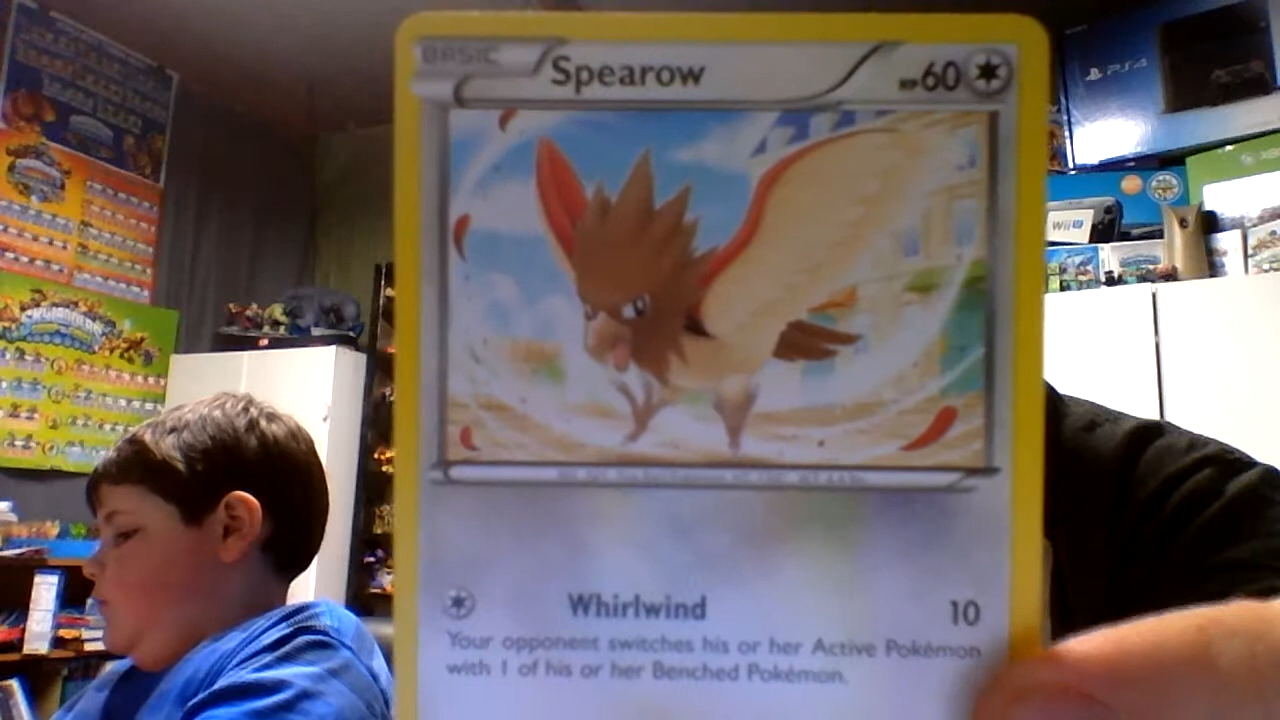 BASIC
Spearow
HP60
Whirlwind 10
Your opponent switches his or her Active Pokémon
with 1 of his or her Benched Pokémon.
SKYLANDERS
PS4
Wii U